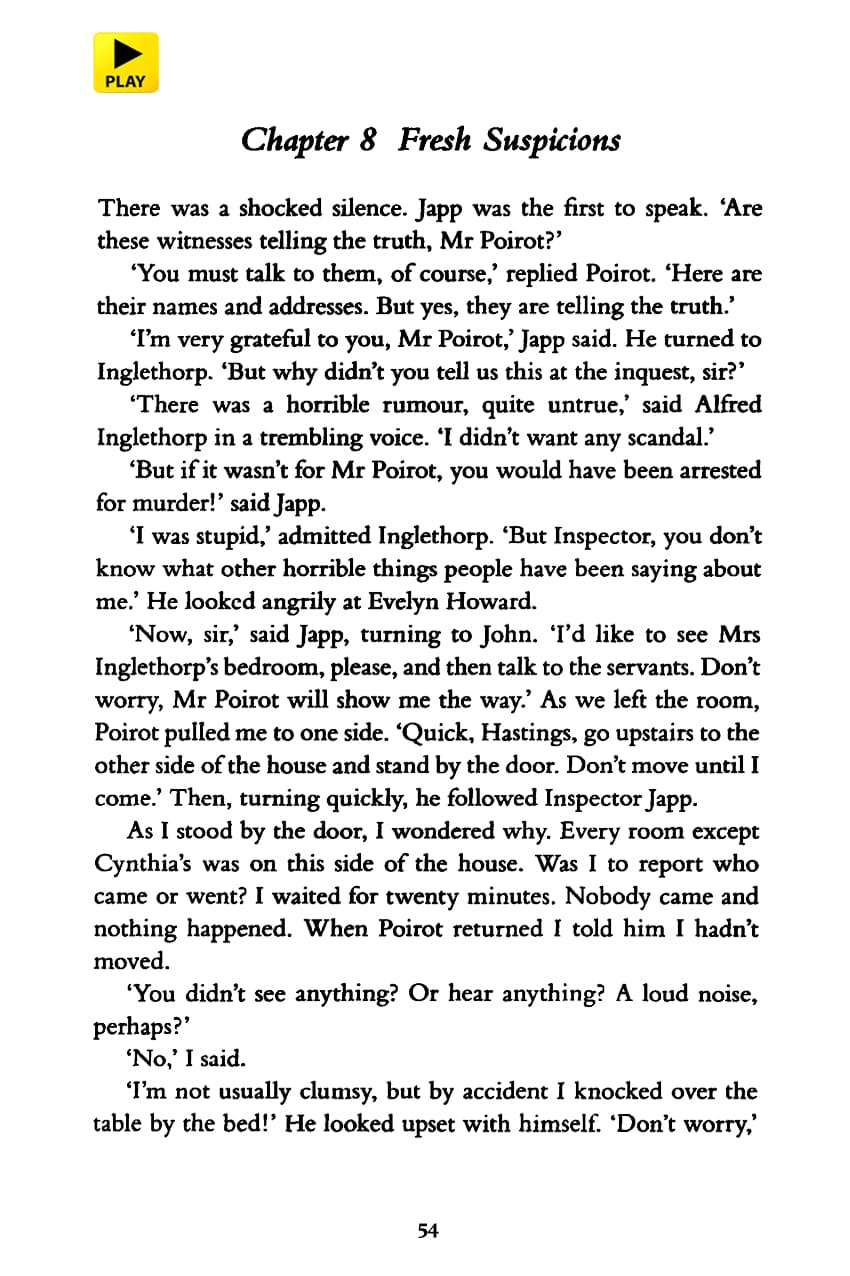 PLAY
Chapter 8 Fresh Suspicions
There was a shocked silence. Japp was the first to speak. ‘Are
these witnesses telling the truth, Mr Poirot?’
‘You must talk to them, of course,’ replied Poirot. ‘Here are
their names and addresses. But yes, they are telling the truth.’
‘I’m very grateful to you, Mr Poirot,’ Japp said. He turned to
Inglethorp. ‘But why didn’t you tell us this at the inquest, sir?’
‘There was a horrible rumour, quite untrue,’ said Alfred
Inglethorp in a trembling voice. ‘I didn’t want any scandal.’
‘But if it wasn’t for Mr Poirot, you would have been arrested
for murder!’ said Japp.
‘I was stupid,’ admitted Inglethorp. ‘But Inspector, you don’t
know what other horrible things people have been saying about
me.’ He looked angrily at Evelyn Howard.
‘Now, sir,’ said Japp, turning to John. ‘I’d like to see Mrs
Inglethorp’s bedroom, please, and then talk to the servants. Don’t
worry, Mr Poirot will show me the way.’ As we left the room,
Poirot pulled me to one side. ‘Quick, Hastings, go upstairs to the
other side of the house and stand by the door. Don’t move until I
come.’ Then, turning quickly, he followed Inspector Japp.
As I stood by the door, I wondered why. Every room except
Cynthia’s was on this side of the house. Was I to report who
came or went? I waited for twenty minutes. Nobody came and
nothing happened. When Poirot returned I told him I hadn’t
moved.
‘You didn’t see anything? Or hear anything? A loud noise,
perhaps?’
‘No,’ I said.
‘I’m not usually clumsy, but by accident I knocked over the
table by the bed!’ He looked upset with himself. ‘Don’t worry,’
54